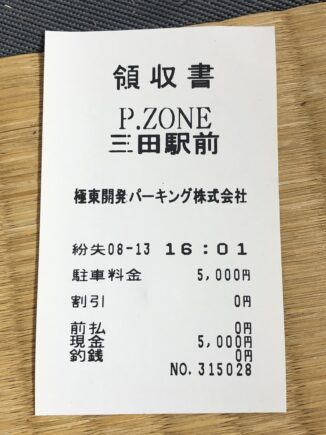 領収書
P.ZONE
三田駅前
極東開発パーキング株式会社
紛失08-13 16:01
駐車料金 5,000円
割引 0円
前払 0円
現金 5,000円
釣銭 0円
NO.315028